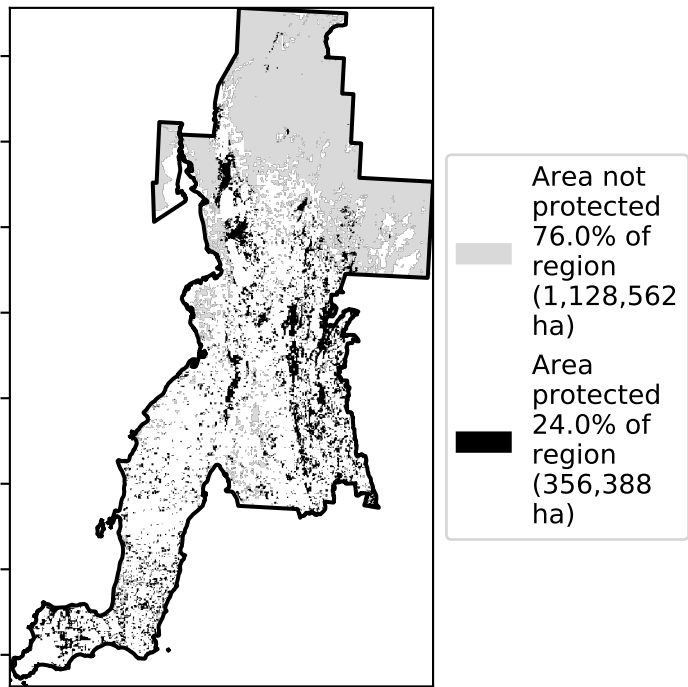 Area not
protected
76.0% of
region
(1,128,562
ha)
Area
protected
24.0% of
region
(356,388
ha)